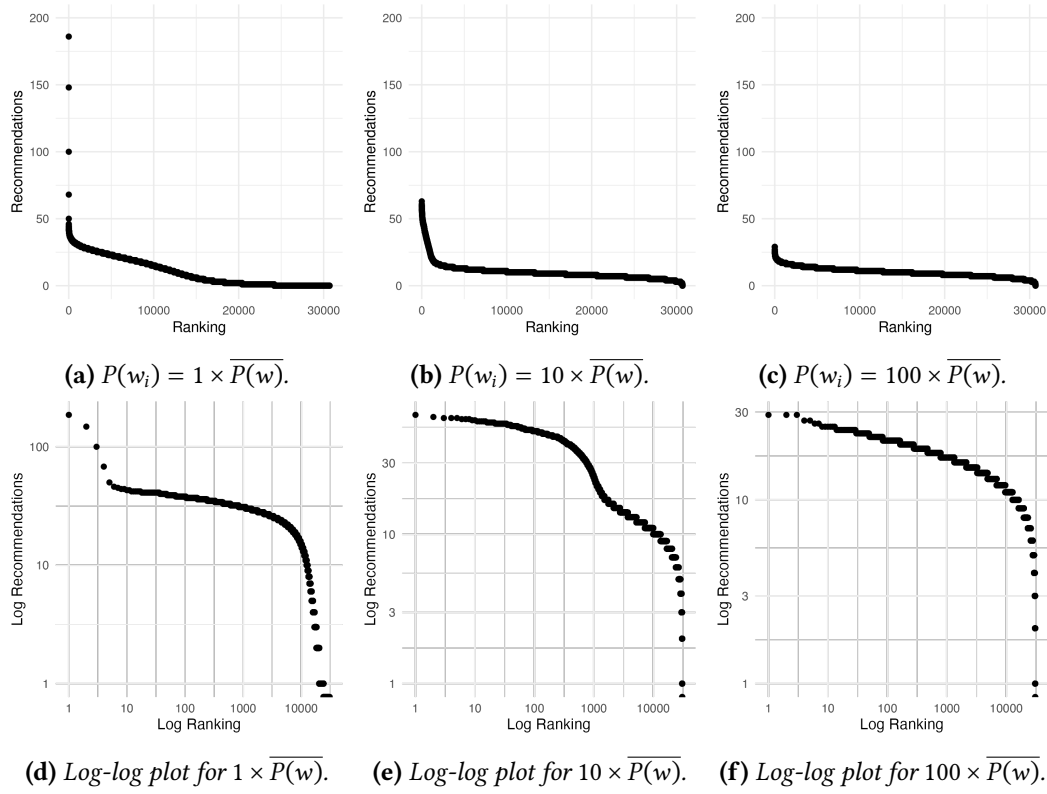 200
150
100
50
0
Recommendations
0 10000 20000 30000
Ranking
(a) P(w_i) = 1 × \overline{P(w)}.
200
150
100
50
0
Recommendations
0 10000 20000 30000
Ranking
(b) P(w_i) = 10 × \overline{P(w)}.
200
150
100
50
0
Recommendations
0 10000 20000 30000
Ranking
(c) P(w_i) = 100 × \overline{P(w)}.
100
10
1
Log Recommendations
1 10 100 1000 10000
Log Ranking
(d) Log-log plot for 1 × \overline{P(w)}.
30
10
3
1
Log Recommendations
1 10 100 1000 10000
Log Ranking
(e) Log-log plot for 10 × \overline{P(w)}.
30
10
3
1
Log Recommendations
1 10 100 1000 10000
Log Ranking
(f) Log-log plot for 100 × \overline{P(w)}.